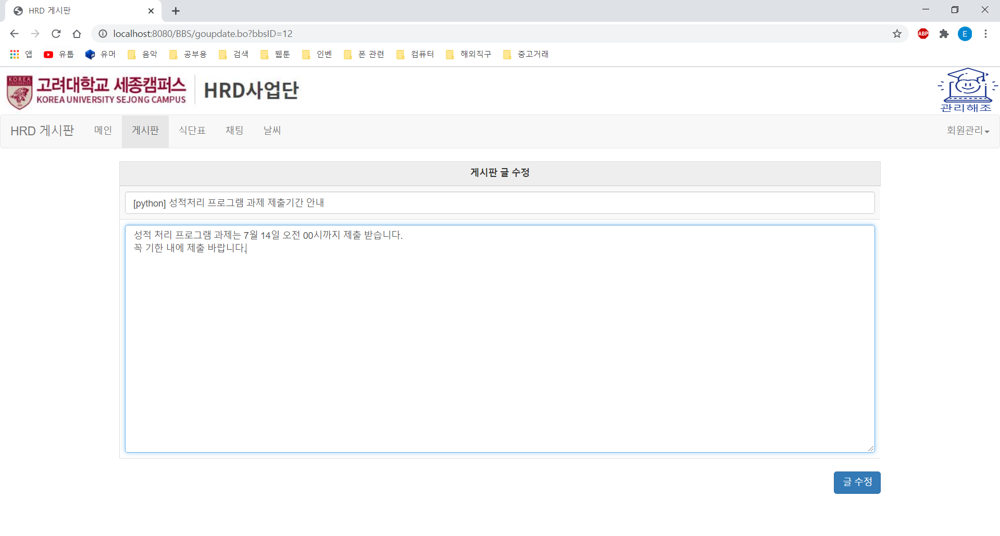 HRD 게시판
localhost:8080/BBS/goupdate.bo?bbsID=12
ABP
E
앱 유튭 유머 음악 공부용 검색 웹툰 인벤 폰 관련 컴퓨터 해외직구 중고거래
KOREA
고려대학교 세종캠퍼스
KOREA UNIVERSITY SEJONG CAMPUS
HRD사업단
관리해조
HRD 게시판 메인 게시판 식단표 채팅 날씨 회원관리
게시판 글 수정
[python] 성적처리 프로그램 과제 제출기간 안내
성적 처리 프로그램 과제는 7월 14일 오전 00시까지 제출 받습니다.
꼭 기한 내에 제출 바랍니다.
글 수정